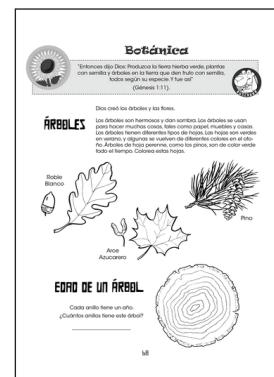 Botánica
"Entonces dijo Dios: Produzca la tierra hierba verde, plantas
con semilla y árboles en la tierra que den fruto con semilla,
todos según su especie. Y fue así"
(Génesis 1:11).
Dios creó los árboles y las flores.
ÁRBOLES
Los árboles son hermosos y dan sombra. Los árboles se usan
para hacer muchas cosas, tales como papel, muebles y casas.
Los árboles tienen diferentes tipos de hojas. Las hojas son verdes
en verano, y algunas se vuelven de diferentes colores en el oto-
ño. Árboles de hoja perenne, como los pinos, son de color verde
todo el tiempo. Colorea estas hojas.
Roble
Blanco
Pino
Arce
Azucarero
EDAD DE UN ÁRBOL
Cada anillo tiene un año.
¿Cuántos anillos tiene este árbol?